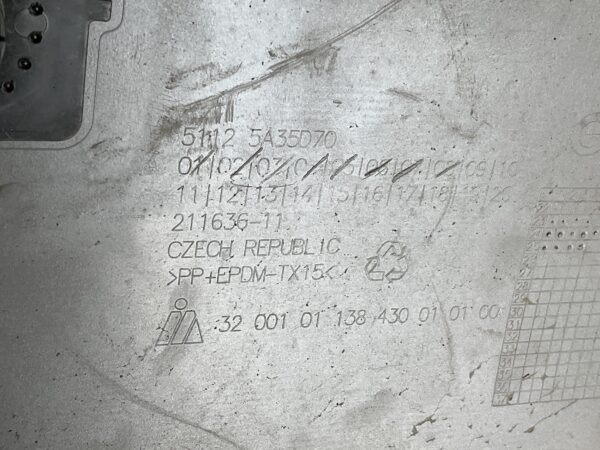 5112 5A35D70
01/02/03/04/05/06/07/08/09/10
11/12/13/14/15/16/17/18/19/20
211636-11
CZECH REPUBLIC
>PP+EPDM-TX15<
32 001 01 138 430 01 01 00